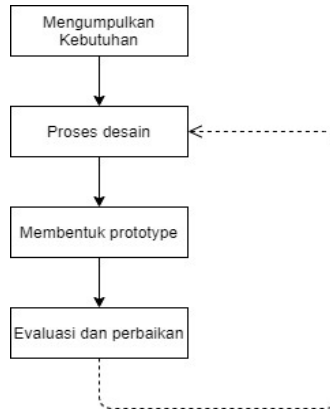 Mengumpulkan
Kebutuhan
Proses desain
Membentuk prototype
Evaluasi dan perbaikan